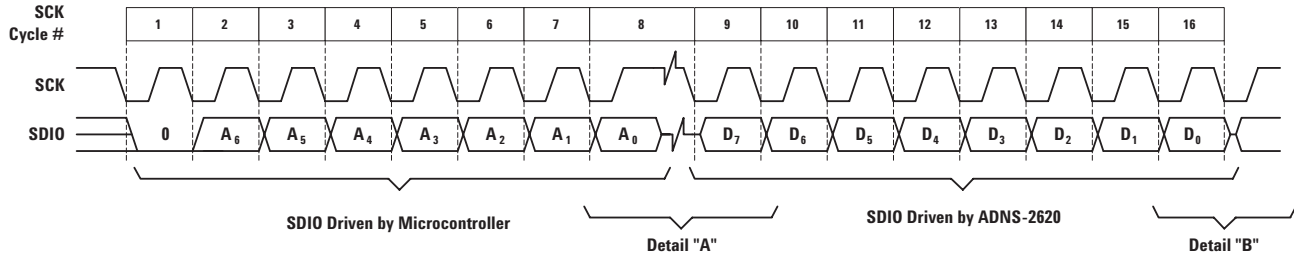 SCK
Cycle #
1 2 3 4 5 6 7 8 9 10 11 12 13 14 15 16
SCK
SDIO 0 A6 A5 A4 A3 A2 A1 A0 D7 D6 D5 D4 D3 D2 D1 D0
SDIO Driven by Microcontroller SDIO Driven by ADNS-2620
Detail "A" Detail "B"